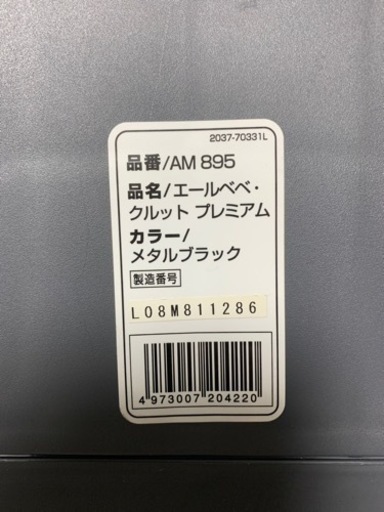 2037-70331L
品番/AM 895
品名/エールベベ・
クルット プレミアム
カラー/
メタルブラック
製造番号
L08M811286
4 973007 204220